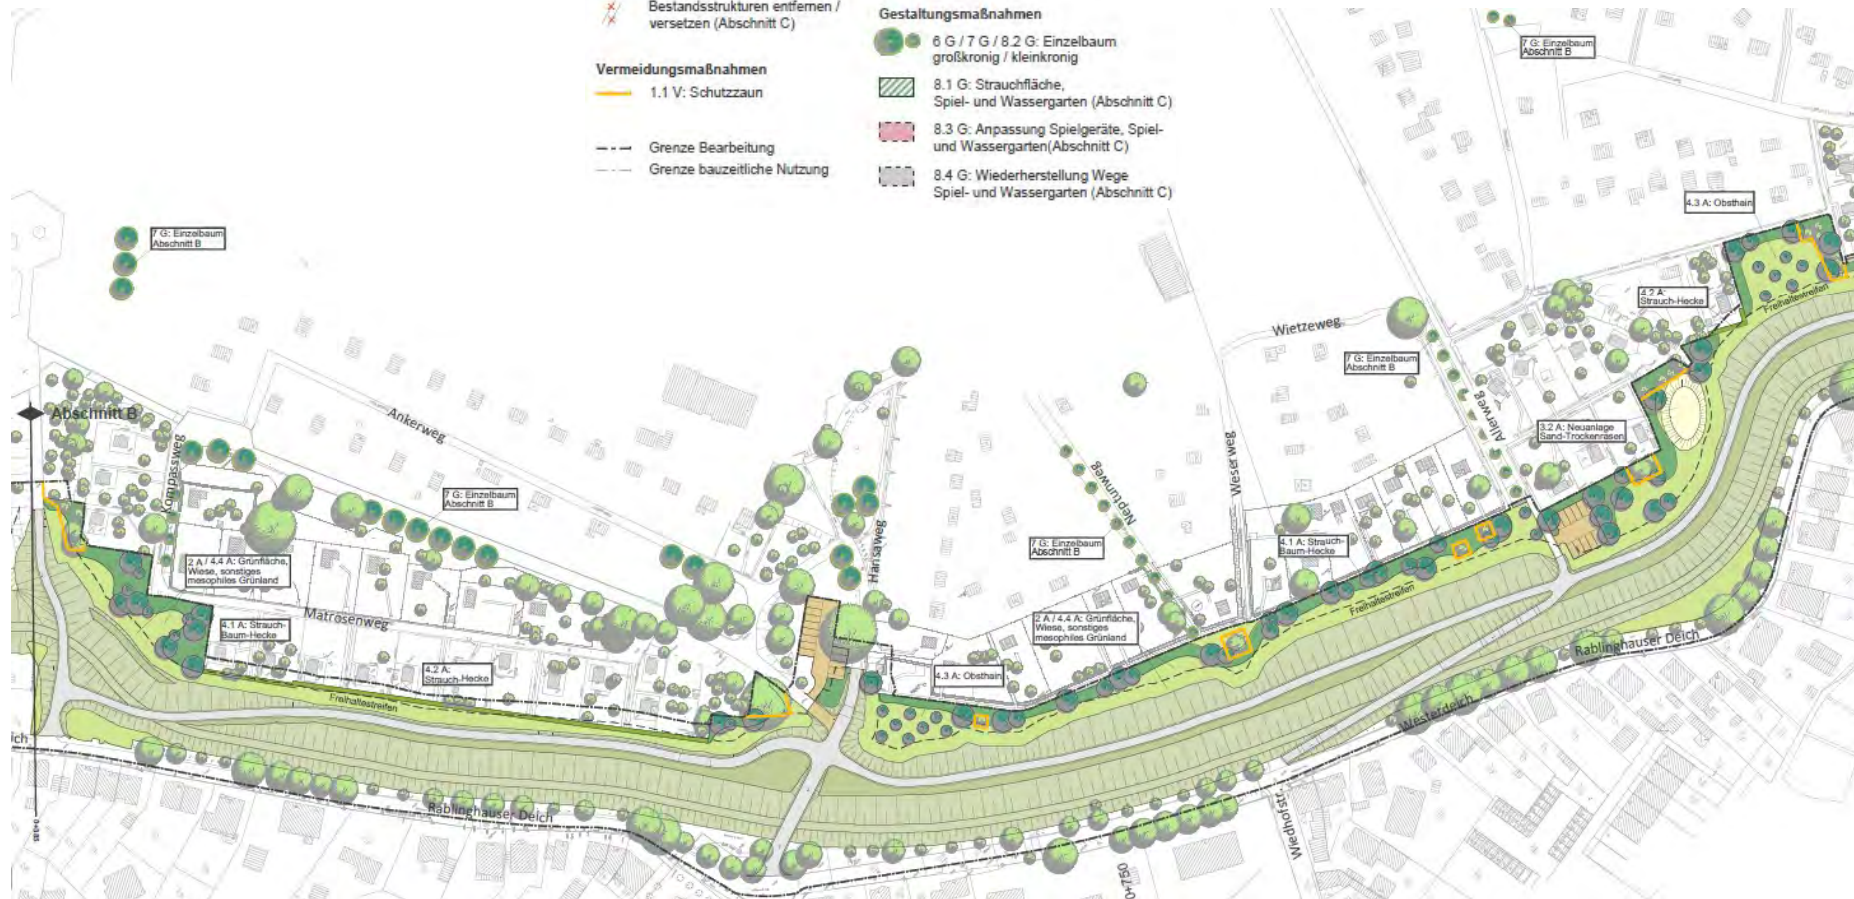 Bestandsstrukturen entfernen /
versetzen (Abschnitt C)
Vermeidungsmaßnahmen
1.1 V: Schutzzaun
Grenze Bearbeitung
Grenze bauzeitliche Nutzung
Gestaltungsmaßnahmen
6 G / 7 G / 8.2 G: Einzelbaum
großkronig / kleinkronig
8.1 G: Strauchfläche,
Spiel- und Wassergarten (Abschnitt C)
8.3 G: Anpassung Spielgeräte, Spiel-
und Wassergarten(Abschnitt C)
8.4 G: Wiederherstellung Wege
Spiel- und Wassergarten (Abschnitt C)
7 G: Einzelbaum
Abschnitt B
7 G: Einzelbaum
Abschnitt B
4.3 A: Obsthain
4.2 A:
Strauch-Hecke
Freihaltestreifen
Wietzeweg
7 G: Einzelbaum
Abschnitt B
Abschnitt B
Ankerweg
Kompassweg
Allerweg
3.2 A: Neuanlage
Sand-Trockenrasen
7 G: Einzelbaum
Abschnitt B
Neptunweg
Weserweg
Hansaweg
7 G: Einzelbaum
Abschnitt B
4.1 A: Strauch-
Baum-Hecke
2 A / 4.4 A: Grünfläche,
Wiese, sonstiges
mesophiles Grünland
Matrosenweg
4.1 A: Strauch-
Baum-Hecke
2 A / 4.4 A: Grünfläche,
Wiese, sonstiges
mesophiles Grünland
Freihaltestreifen
4.2 A:
Strauch-Hecke
4.3 A: Obsthain
Freihaltestreifen
Rablinghauser Deich
Westerdeich
ich
Rablinghauser Deich
Wiedhofstr.
0+750